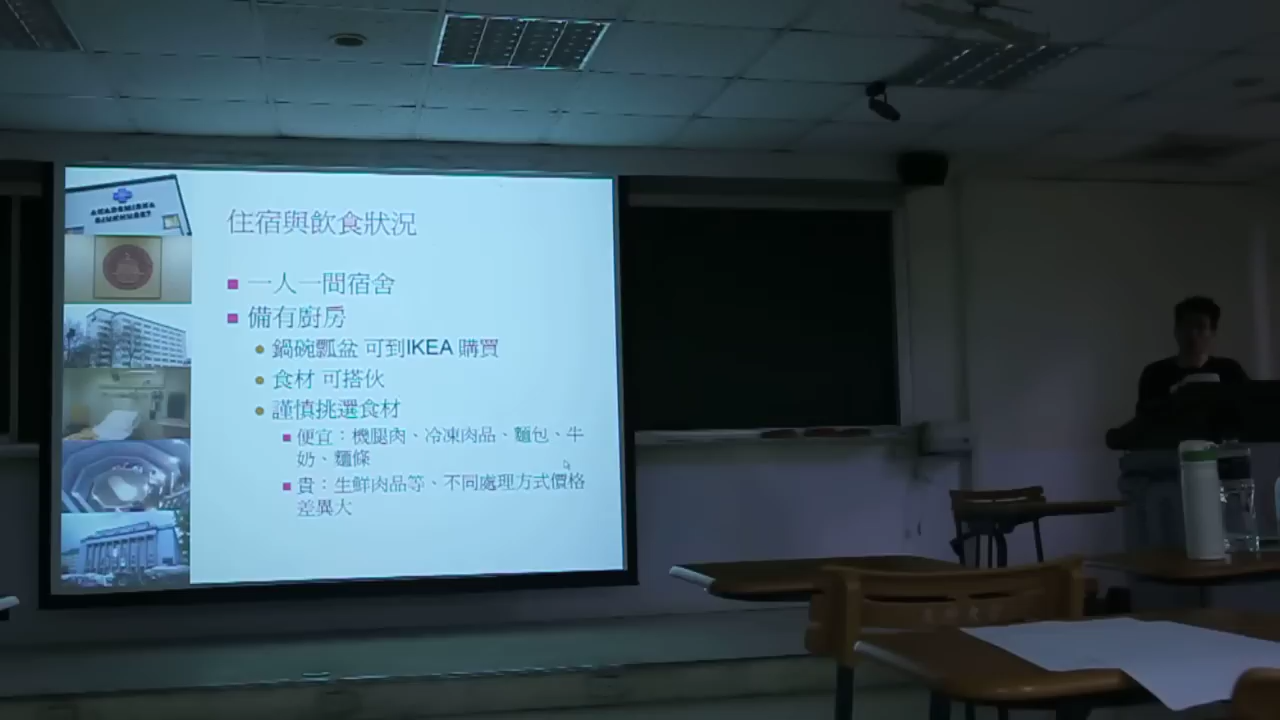 AKADEMISKA
SJUKHUSET
住宿與飲食狀況
一人一間宿舍
備有廚房
鍋碗瓢盆 可到IKEA 購買
食材 可搭伙
謹慎挑選食材
便宜：機腿肉、冷凍肉品、麵包、牛
奶、麵條
貴：生鮮肉品等、不同處理方式價格
差異大